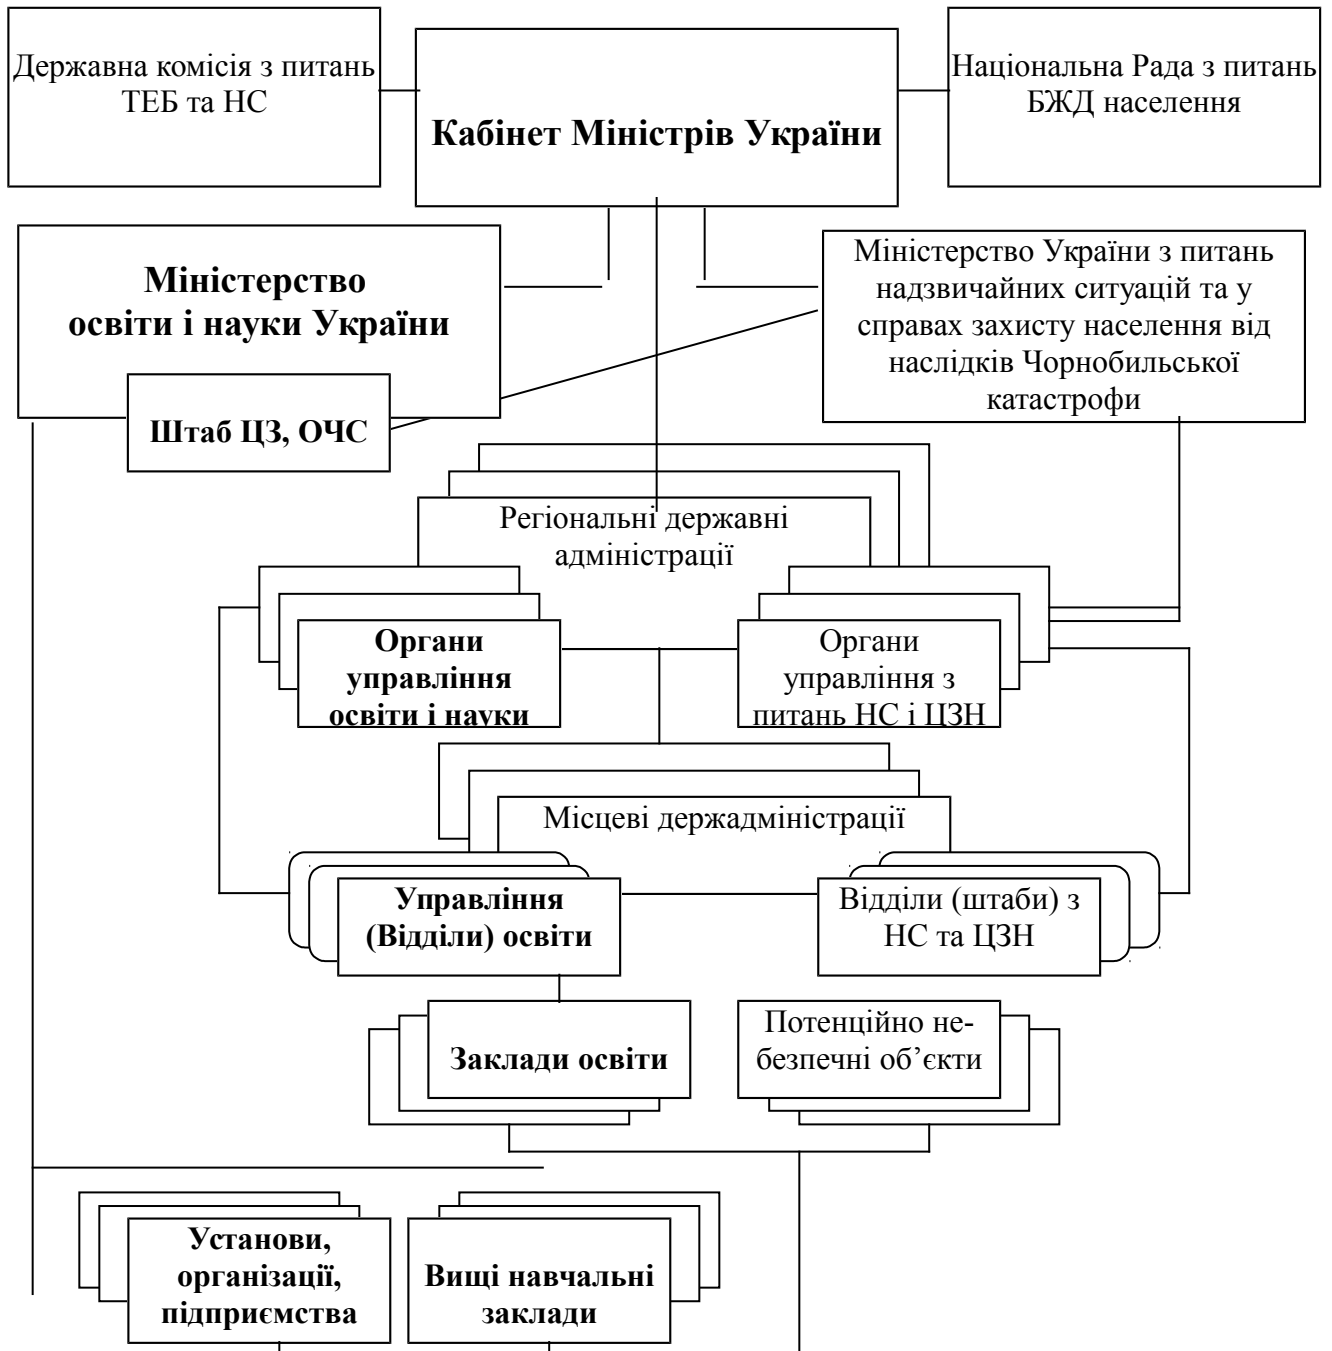 Державна комісія з питань
ТЕБ та НС
Кабінет Міністрів України
Національна Рада з питань
БЖД населення
Міністерство
освіти і науки України
Штаб ЦЗ, ОЧС
Міністерство України з питань
надзвичайних ситуацій та у
справах захисту населення від
наслідків Чорнобильської
катастрофи
Регіональні державні
адміністрації
Органи
управління
освіти і науки
Органи
управління з
питань НС і ЦЗН
Місцеві держадміністрації
Управління
(Відділи) освіти
Відділи (штаби) з
НС та ЦЗН
Заклади освіти
Потенційно не-
безпечні об’єкти
Установи,
організації,
підприємства
Вищі навчальні
заклади